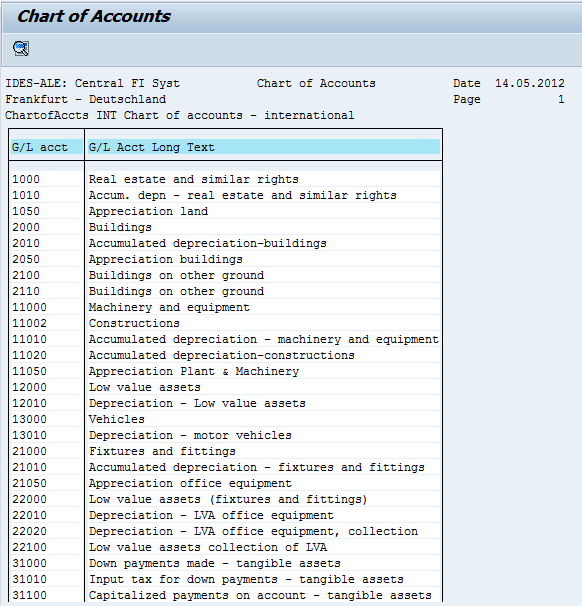 Chart of Accounts
IDES-ALE: Central FI Syst Chart of Accounts Date 14.05.2012
Frankfurt - Deutschland Page 1
ChartofAccts INT Chart of accounts - international
G/L acct G/L Acct Long Text
1000 Real estate and similar rights
1010 Accum. depn - real estate and similar rights
1050 Appreciation land
2000 Buildings
2010 Accumulated depreciation-buildings
2050 Appreciation buildings
2100 Buildings on other ground
2110 Buildings on other ground
11000 Machinery and equipment
11002 Constructions
11010 Accumulated depreciation - machinery and equipment
11020 Accumulated depreciation-constructions
11050 Appreciation Plant & Machinery
12000 Low value assets
12010 Depreciation - Low value assets
13000 Vehicles
13010 Depreciation - motor vehicles
21000 Fixtures and fittings
21010 Accumulated depreciation - fixtures and fittings
21050 Appreciation office equipment
22000 Low value assets (fixtures and fittings)
22010 Depreciation - LVA office equipment
22020 Depreciation - LVA office equipment, collection
22100 Low value assets collection of LVA
31000 Down payments made - tangible assets
31010 Input tax for down payments - tangible assets
31100 Capitalized payments on account - tangible assets